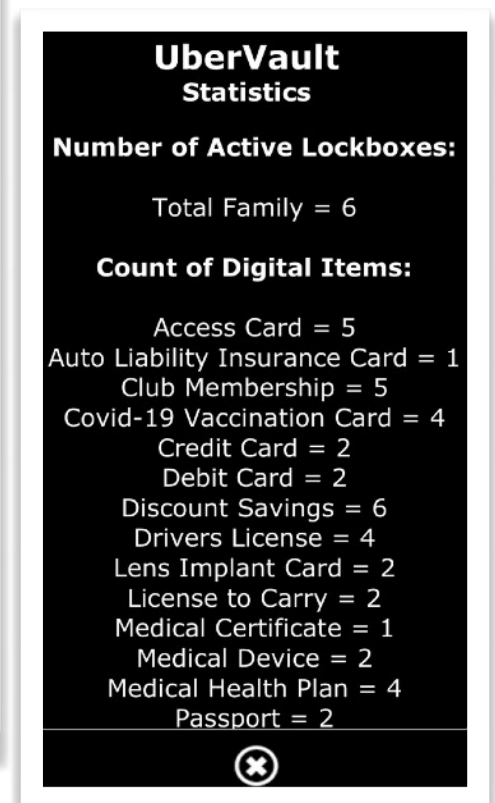 UberVault
Statistics
Number of Active Lockboxes:
Total Family = 6
Count of Digital Items:
Access Card = 5
Auto Liability Insurance Card = 1
Club Membership = 5
Covid-19 Vaccination Card = 4
Credit Card = 2
Debit Card = 2
Discount Savings = 6
Drivers License = 4
Lens Implant Card = 2
License to Carry = 2
Medical Certificate = 1
Medical Device = 2
Medical Health Plan = 4
Passport = 2